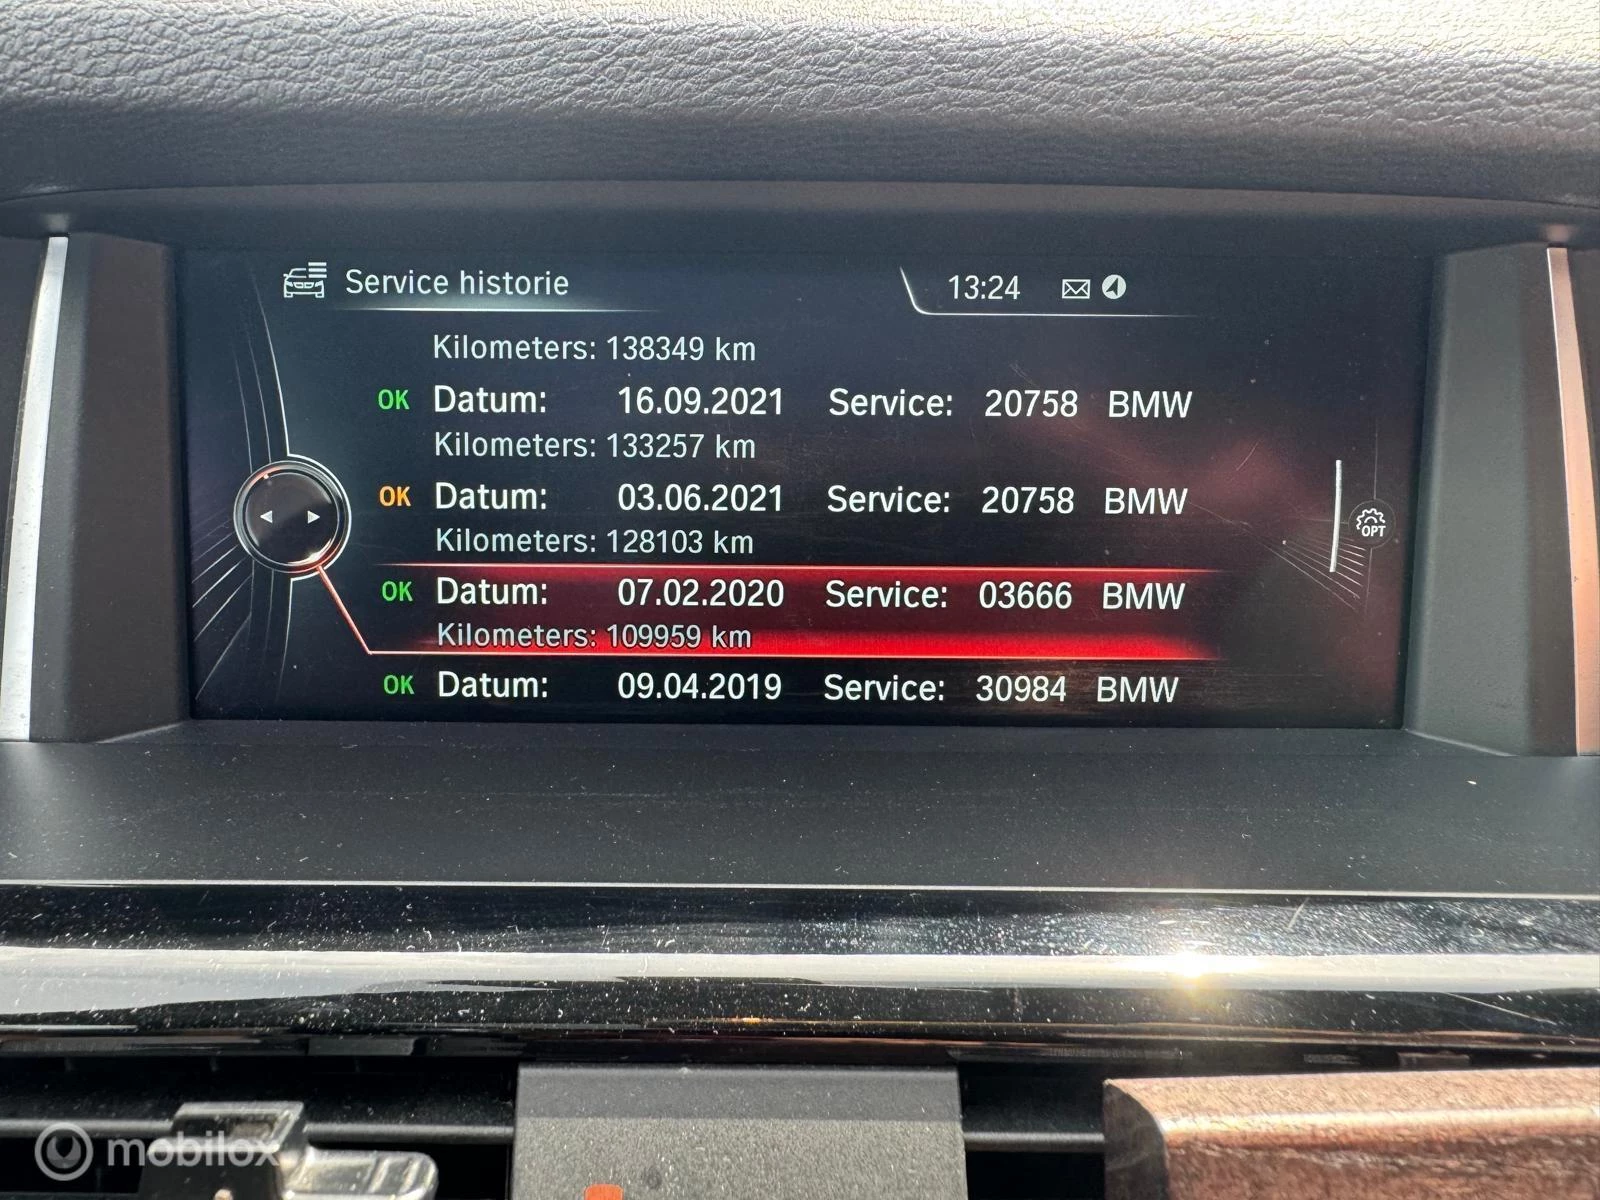 Service historie 13:24
Kilometers: 138349 km
OK Datum: 16.09.2021 Service: 20758 BMW
Kilometers: 133257 km
OK Datum: 03.06.2021 Service: 20758 BMW
Kilometers: 128103 km
OPT
OK Datum: 07.02.2020 Service: 03666 BMW
Kilometers: 109959 km
OK Datum: 09.04.2019 Service: 30984 BMW
mobilox